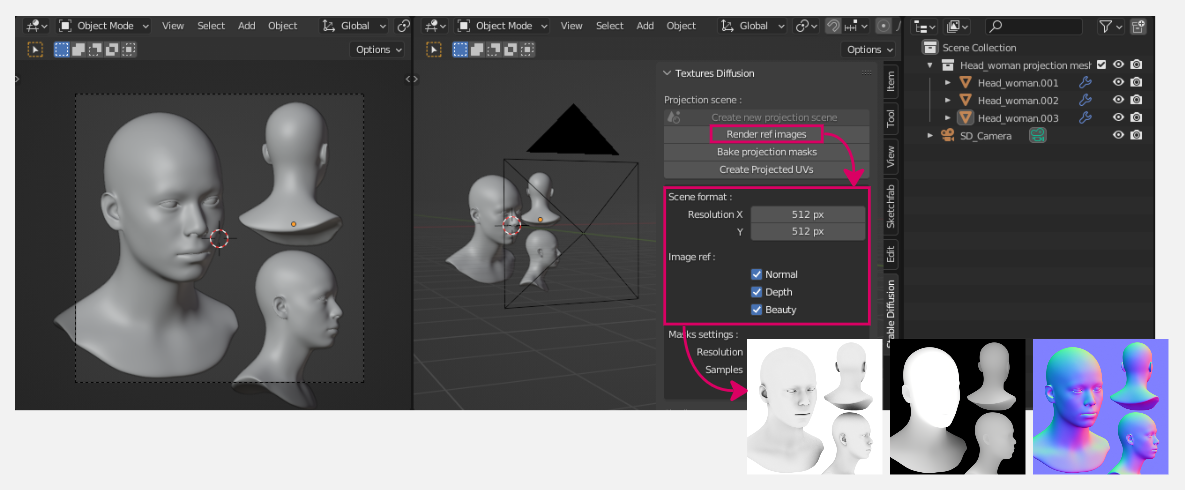 Object Mode View Select Add Object Global
Options
Object Mode View Select Add Object Global
Options
Textures Diffusion
Projection scene :
Create new projection scene
Render ref images
Bake projection masks
Create Projected UVs
Scene format :
Resolution X 512 px
Y 512 px
Image ref :
Normal
Depth
Beauty
Masks settings :
Resolution
Samples
Item
Tool
View
Sketchfab
Edit
Diffusion
Scene Collection
Head_woman projection mesh
Head_woman.001
Head_woman.002
Head_woman.003
SD_Camera